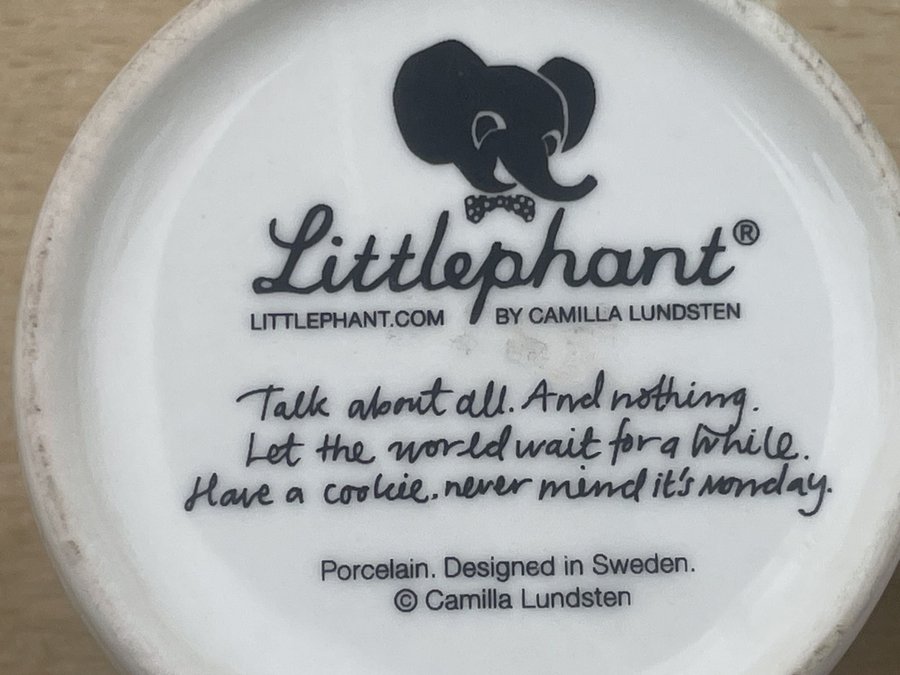 Littlephant®
LITTLEPHANT.COM BY CAMILLA LUNDSTEN
Talk about all. And nothing.
Let the world wait for a while.
Have a cookie. never mind it's monday.
Porcelain. Designed in Sweden.
© Camilla Lundsten